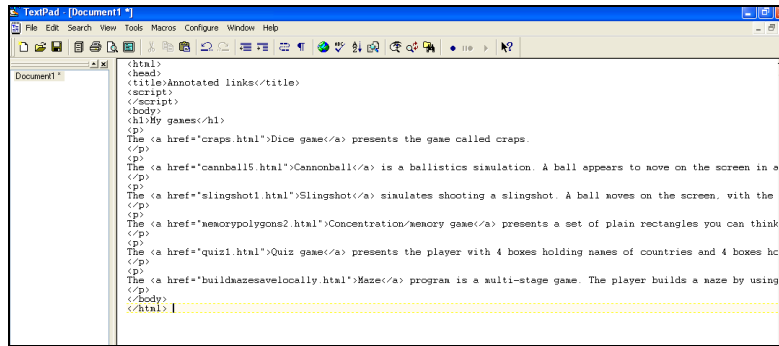 TextPad - [Document1 *]
File Edit Search View Tools Macros Configure Window Help
Document1 *
<html>
<head>
<title>Annotated links</title>
<script>
</script>
<body>
<h1>My games</h1>
<p>
The <a href="craps.html">Dice game</a> presents the game called craps.
</p>
<p>
The <a href="cannball5.html">Cannonball</a> is a ballistics simulation. A ball appears to move on the screen in a
</p>
<p>
The <a href="slingshot1.html">Slingshot</a> simulates shooting a slingshot. A ball moves on the screen, with the
</p>
<p>
The <a href="memorypolygons2.html">Concentration/memory game</a> presents a set of plain rectangles you can think
</p>
<p>
The <a href="quiz1.html">Quiz game</a> presents the player with 4 boxes holding names of countries and 4 boxes ho
</p>
<p>
The <a href="buildmazesavelocally.html">Maze</a> program is a multi-stage game. The player builds a maze by using
</p>
</body>
</html>